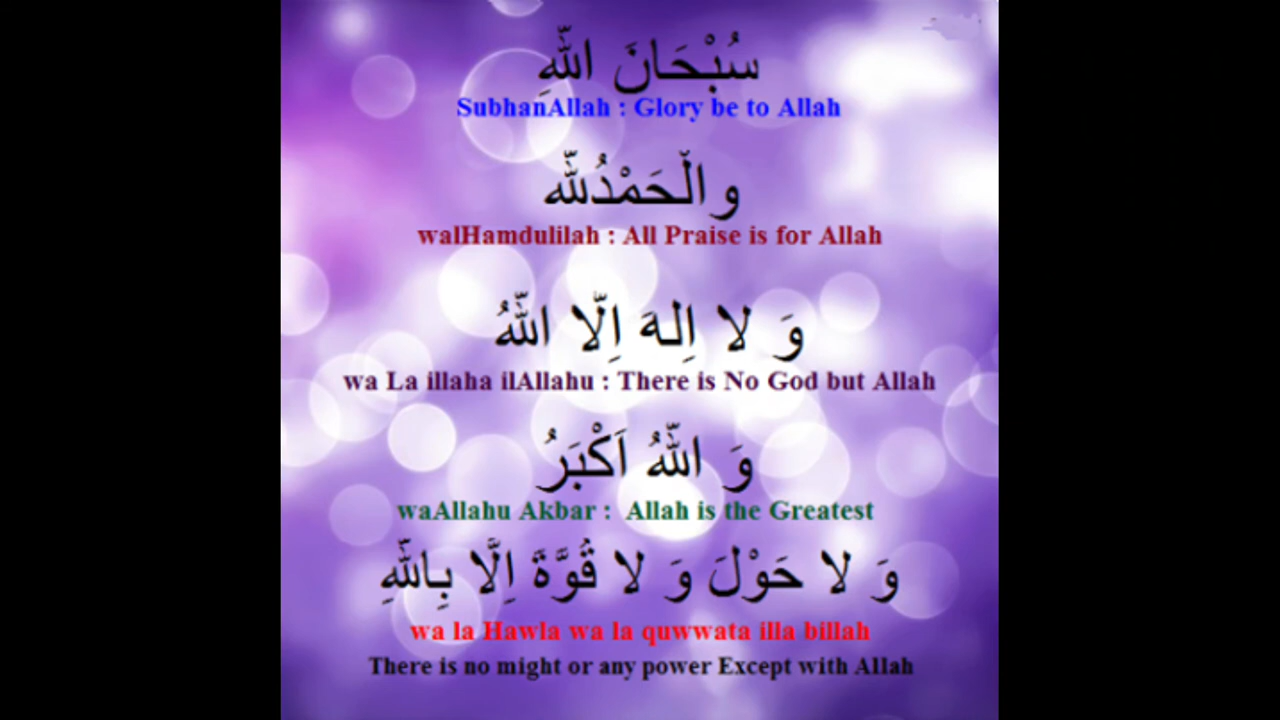 سُبْحَانَ اللّٰهِ
SubhanAllah : Glory be to Allah
والّحَمْدُللّٰه
walHamdulilah : All Praise is for Allah
وَ لا اِلهَ اِلّا اللّٰهُ
wa La illaha ilAllahu : There is No God but Allah
وَ اللّٰهُ اَكْبَرُ
waAllahu Akbar : Allah is the Greatest
وَ لا حَوْلَ وَ لا قُوَّةَ اِلَّا بِاللّٰهِ
wa la Hawla wa la quwwata illa billah
There is no might or any power Except with Allah